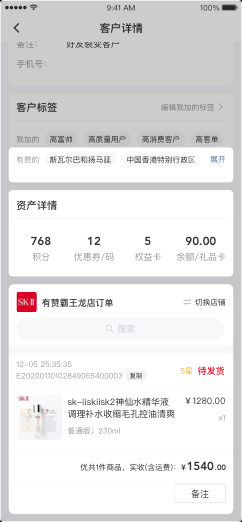 9:41 AM 100%
客户详情
备注： 好友裂变客户
手机号：
客户标签 编辑我加的标签
我加的 高富帅 高质量用户 高消费客户 高客单
有赞的 斯瓦尔巴和扬马延 中国香港特别行政区 展开
资产详情
768 12 5 90.00
积分 优惠券/码 权益卡 余额/礼品卡
SK-II 有赞霸王龙店订单 切换店铺
搜索
12-05 25:35:35 5星 待发货
E20200110102849065400003 复制
sk-iiskiisk2神仙水精华液 ¥1280.00
调理补水收缩毛孔控油清爽 x1
普通版；230ml
优共1件商品，实收(含运费)： ¥1540.00
备注